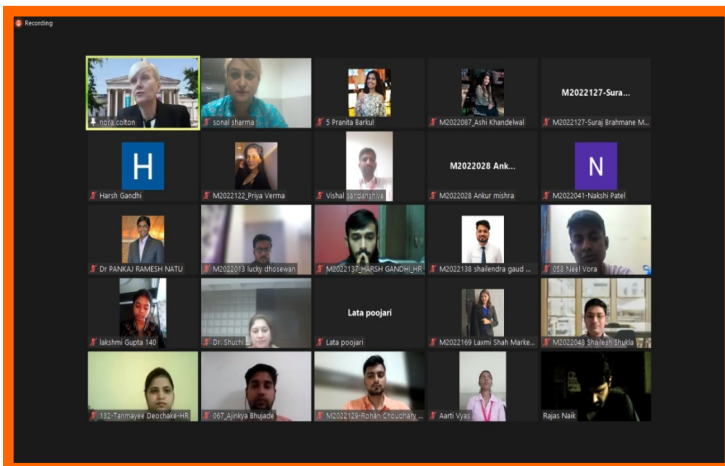 Recording
nora colton
sonal sharma
5 Pranita Barkul
M2022087_Ashi Khandelwal
M2022127-Sura...
M2022127-Suraj Brahmane M...
H
Harsh Gandhi
M2022122_Priya Verma
Vishal
M2022028 Ank...
M2022028 Ankur mishra
N
M2022041-Nakshi Patel
Dr PANKAJ RAMESH NATU
M2022013 lucky dhosewan
M2022137_HARSH GANDHI_HR
M2022138 shailendra gaud ...
058 Neel Vora
lakshmi Gupta 140
Dr. Shuchi
Lata poojari
Lata poojari
M2022169 Laxmi Shah Marke...
M2022048 Shailesh Shukla
132-Tanmayee Deochake-HR
067_Ajinkya Bhujade
M2022129-Rohan Choudhary ...
Aarti Vyas
Rajas Naik